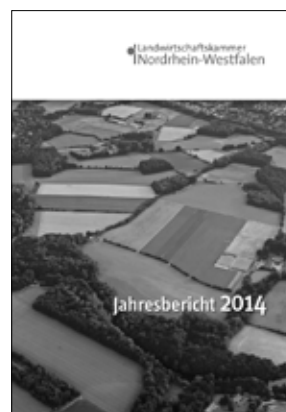 Landwirtschaftskammer
Nordrhein-Westfalen
Jahresbericht 2014